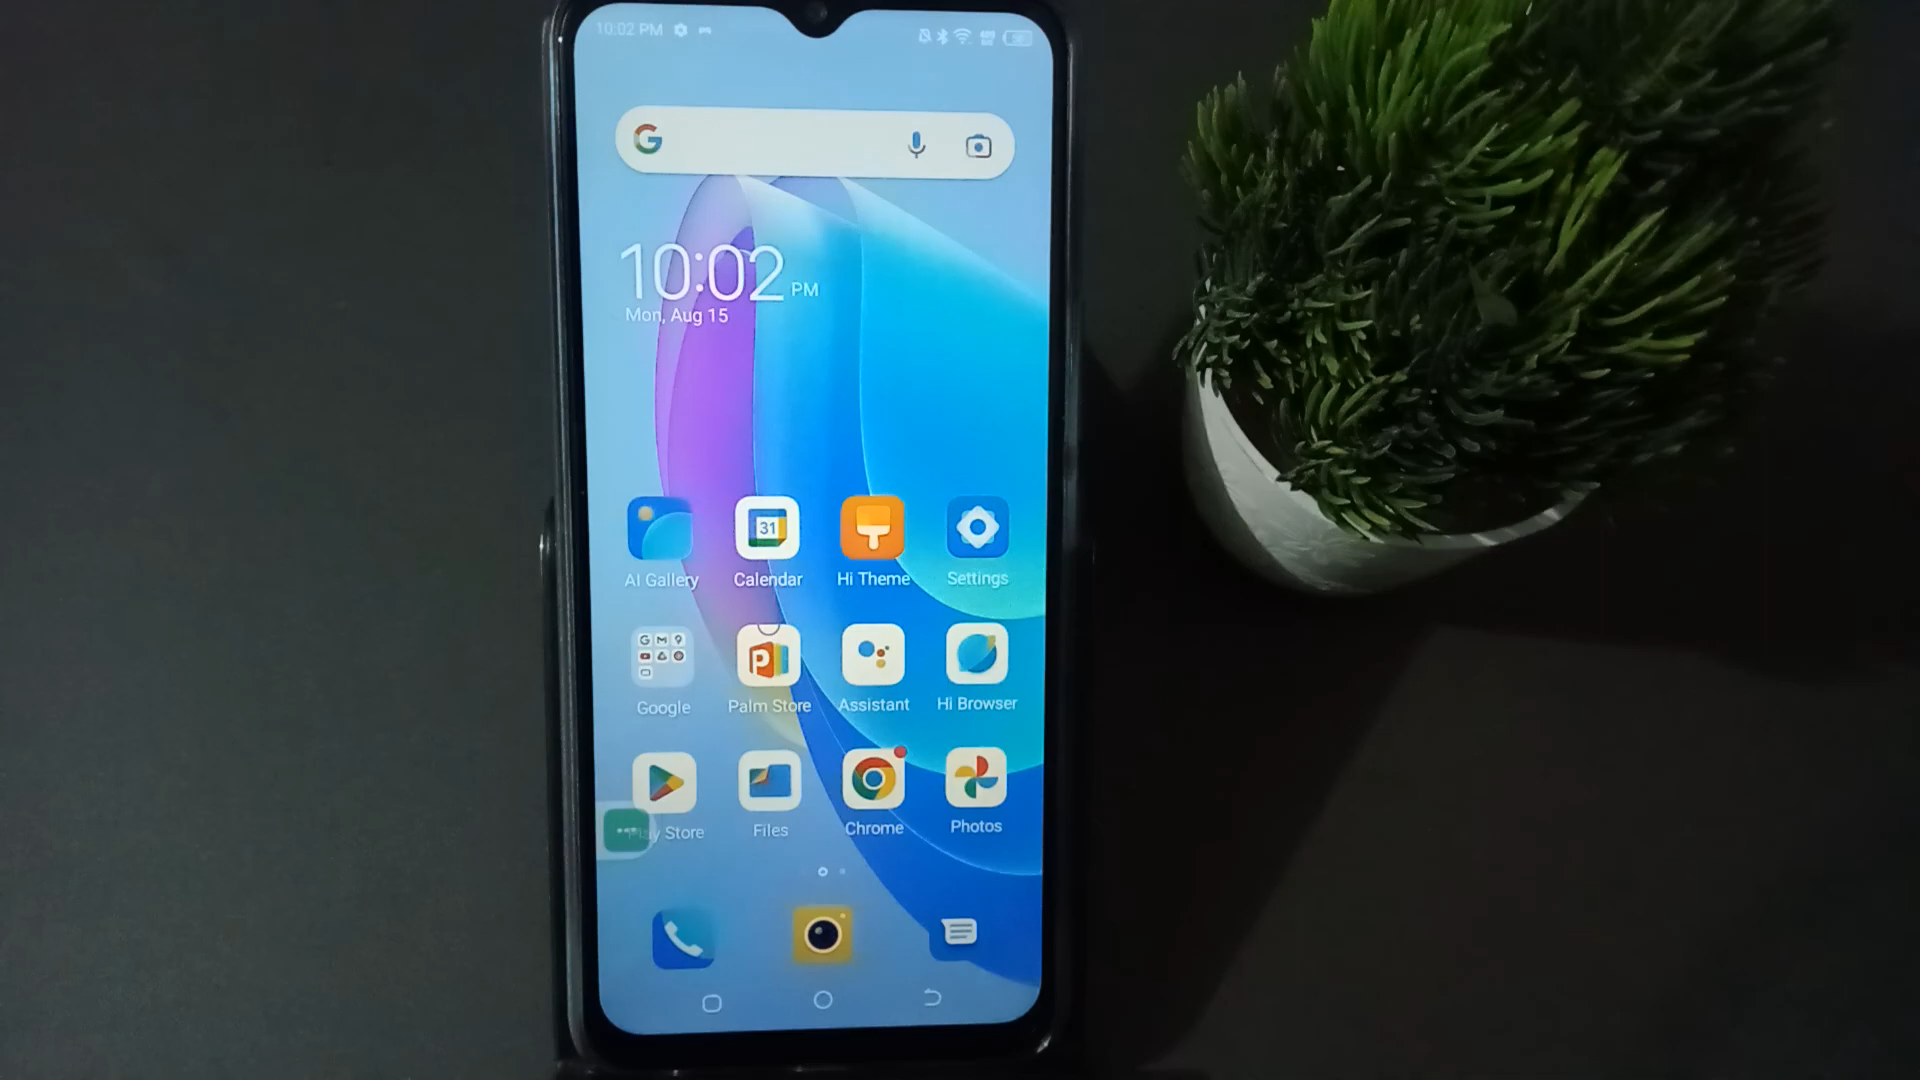 10:02 PM
10:02 PM
Mon, Aug 15
31
AI Gallery Calendar Hi Theme Settings
Google Palm Store Assistant Hi Browser
Play Store Files Chrome Photos